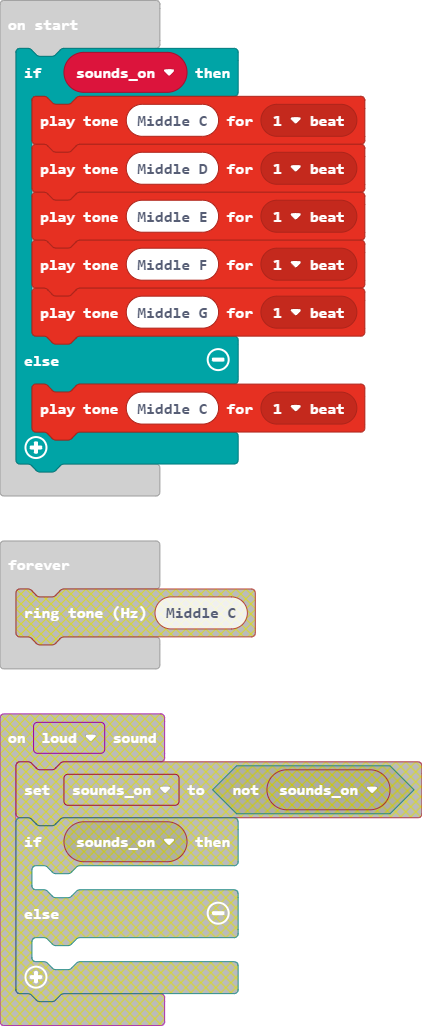 on start
if sounds_on then
play tone Middle C for 1 beat
play tone Middle D for 1 beat
play tone Middle E for 1 beat
play tone Middle F for 1 beat
play tone Middle G for 1 beat
else
play tone Middle C for 1 beat
forever
ring tone (Hz) Middle C
on loud sound
set sounds_on to not sounds_on
if sounds_on then
else